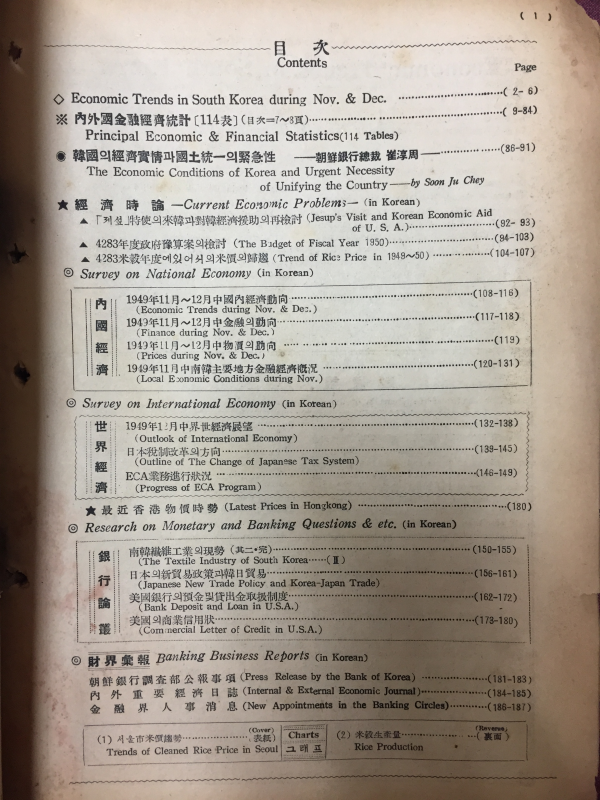 ( 1 )
目 次
Contents
Page
◇ Economic Trends in South Korea during Nov. & Dec. ( 2- 6)
※ 內外國金融經濟統計〔114表〕(目次=7~8頁) ( 9-84)
Principal Economic & Financial Statistics(114 Tables)
◉ 韓國의經濟實情과國土統一의緊急性 ——朝鮮銀行總裁 崔淳周—— (86-91)
The Economic Conditions of Korea and Urgent Necessity
of Unifying the Country—by Soon Ju Chey
★ 經 濟 時 論 —Current Economic Problems— (in Korean)
▲ 「제섶」特使의來韓과對韓經濟援助의再檢討 (Jesup's Visit and Korean Economic Aid
of U. S. A.) (92- 93)
▲ 4283年度政府豫算案의檢討 (The Budget of Fiscal Year 1950) (94-103)
▲ 4283米穀年度에있어서의米價의歸趨 (Trend of Rice Price in 1949~50) (104-107)
◎ Survey on National Economy (in Korean)
內國經濟
1949年11月~12月中國內經濟動向 (108-116)
(Economic Trends during Nov. & Dec.)
1949年11月~12月中金融의動向 (117-118)
(Finance during Nov. & Dec.)
1949年11月~12月中物價의動向 (119)
(Prices during Nov. & Dec.)
1949年11月中南韓主要地方金融經濟槪況 (120-131)
(Local Economic Conditions during Nov.)
◎ Survey on International Economy (in Korean)
世界經濟
1949年12月中世界經濟展望 (132-138)
(Outlook of International Economy)
日本稅制改革의方向 (139-145)
(Outline of The Change of Japanese Tax System)
ECA業務進行狀況 (146-149)
(Progress of ECA Program)
★ 最近香港物價時勢 (Latest Prices in Hongkong) (180)
◎ Research on Monetary and Banking Questions & etc. (in Korean)
銀行論叢
南韓纖維工業의現勢 (其二・完) (150-155)
(The Textile Industry of South Korea……(Ⅱ)
日本의新貿易政策과韓日貿易 (156-161)
(Japanese New Trade Policy and Korea-Japan Trade)
美國銀行의預金및貸出金取扱制度 (162-172)
(Bank Deposit and Loan in U.S.A.)
美國의商業信用狀 (173-180)
(Commercial Letter of Credit in U.S.A.)
◎ 財界彙報 Banking Business Reports (in Korean)
朝鮮銀行調査部公報事項 (Press Release by the Bank of Korea) (181-183)
內外重要經濟日誌 (Internal & External Economic Journal) (184-185)
金融界人事消息 (New Appointments in the Banking Circles) (186-187)
(1) 서울市米價趨勢 (Cover) (表紙)
Trends of Cleaned Rice Price in Seoul
Charts
그래프
(2) 米穀生産量 (Reverse) (裏面)
Rice Production